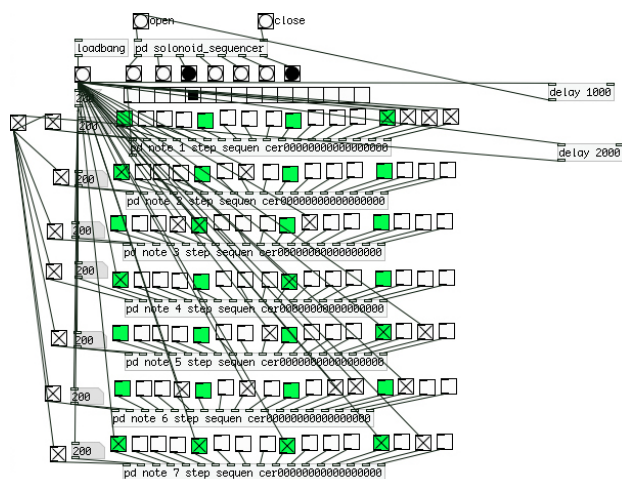 open
close
loadbang
pd solonoid_sequencer
delay 1000
200
200
pd note 1 step sequen cer0000000000000000
delay 2000
200
pd note 2 step sequen cer0000000000000000
200
pd note 3 step sequen cer0000000000000000
200
pd note 4 step sequen cer0000000000000000
200
pd note 5 step sequen cer0000000000000000
200
pd note 6 step sequen cer0000000000000000
200
pd note 7 step sequen cer0000000000000000